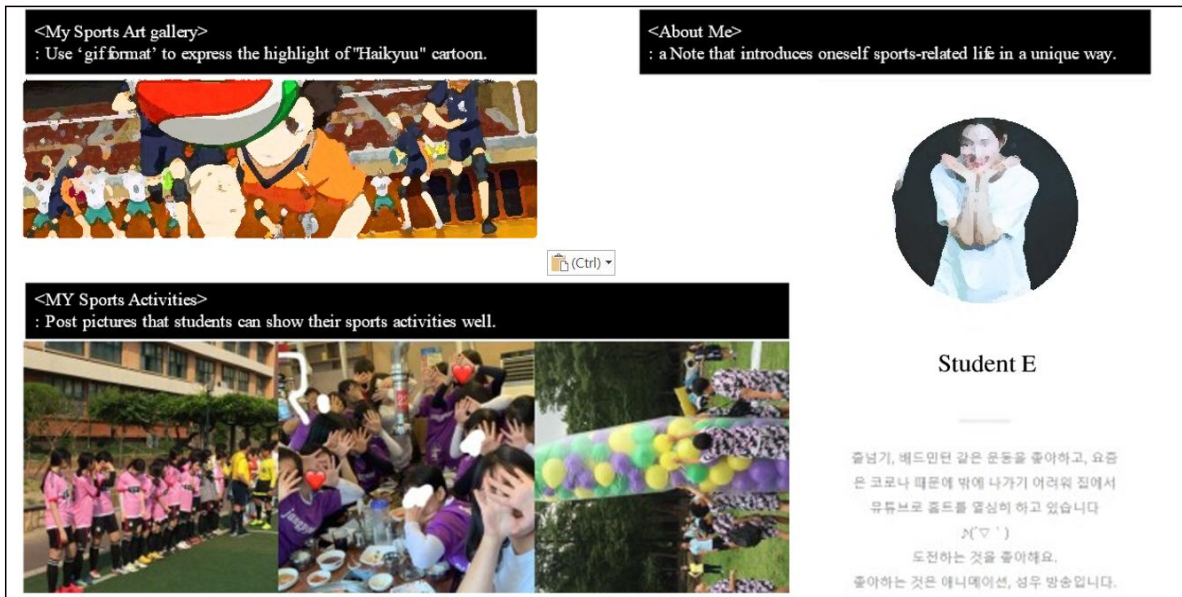 <My Sports Art gallery>
: Use ‘gif format’ to express the highlight of "Haikyuu" cartoon.
<About Me>
: a Note that introduces oneself sports-related life in a unique way.
(Ctrl)
<MY Sports Activities>
: Post pictures that students can show their sports activities well.
Student E
줄넘기, 배드민턴 같은 운동을 좋아하고, 요즘
은 코로나 때문에 밖에 나가기 어려워 집에서
유튜브로 홈트를 열심히 하고 있습니다
♪(´▽｀)
도전하는 것을 좋아해요.
좋아하는 것은 애니메이션, 성우 방송입니다.